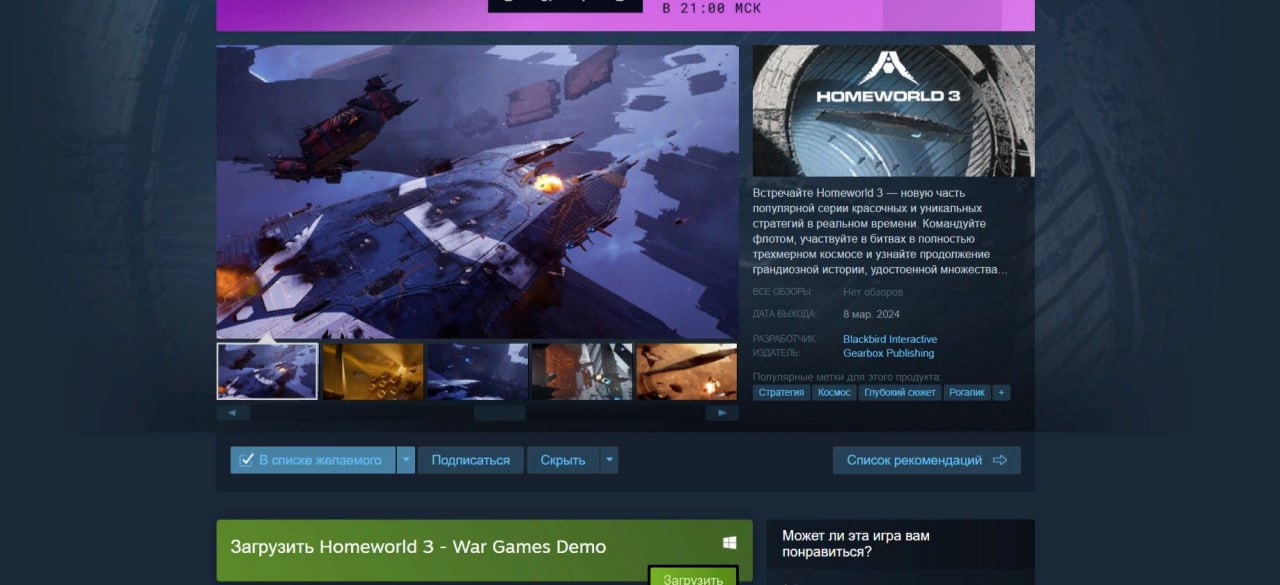 В 21:00 МСК
HOMEWORLD 3
Встречайте Homeworld 3 — новую часть
популярной серии красочных и уникальных
стратегий в реальном времени. Командуйте
флотом, участвуйте в битвах в полностью
трехмерном космосе и узнайте продолжение
грандиозной истории, удостоенной множества...
ВСЕ ОБЗОРЫ: Нет обзоров
ДАТА ВЫХОДА: 8 мар. 2024
РАЗРАБОТЧИК: Blackbird Interactive
ИЗДАТЕЛЬ: Gearbox Publishing
Популярные метки для этого продукта:
Стратегия Космос Глубокий сюжет Рогалик +
В списке желаемого Подписаться Скрыть Список рекомендаций
Загрузить Homeworld 3 - War Games Demo
Загрузить
Может ли эта игра вам
понравиться?